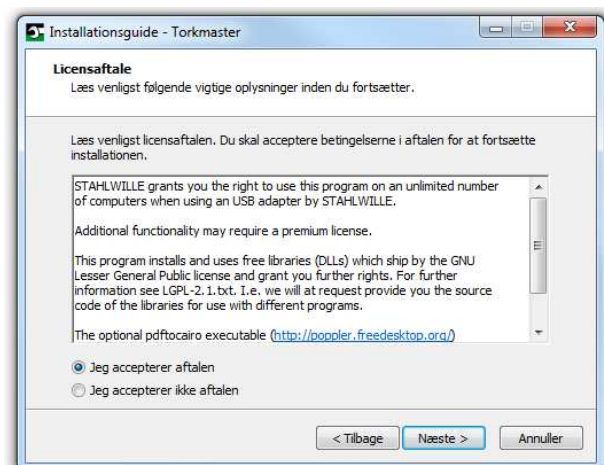 Installationsguide - Torkmaster
Licensaftale
Læs venligst følgende vigtige oplysninger inden du fortsætter.
Læs venligst licensaftalen. Du skal acceptere betingelserne i aftalen for at fortsætte
installationen.
STAHLWILLE grants you the right to use this program on an unlimited number
of computers when using an USB adapter by STAHLWILLE.
Additional functionality may require a premium license.
This program installs and uses free libraries (DLLs) which ship by the GNU
Lesser General Public license and grant you further rights. For further
information see LGPL-2.1.txt. I.e. we will at request provide you the source
code of the libraries for use with different programs.
The optional pdftocairo executable (http://poppler.freedesktop.org/)
Jeg accepterer aftalen
Jeg accepterer ikke aftalen
< Tilbage Næste > Annuller